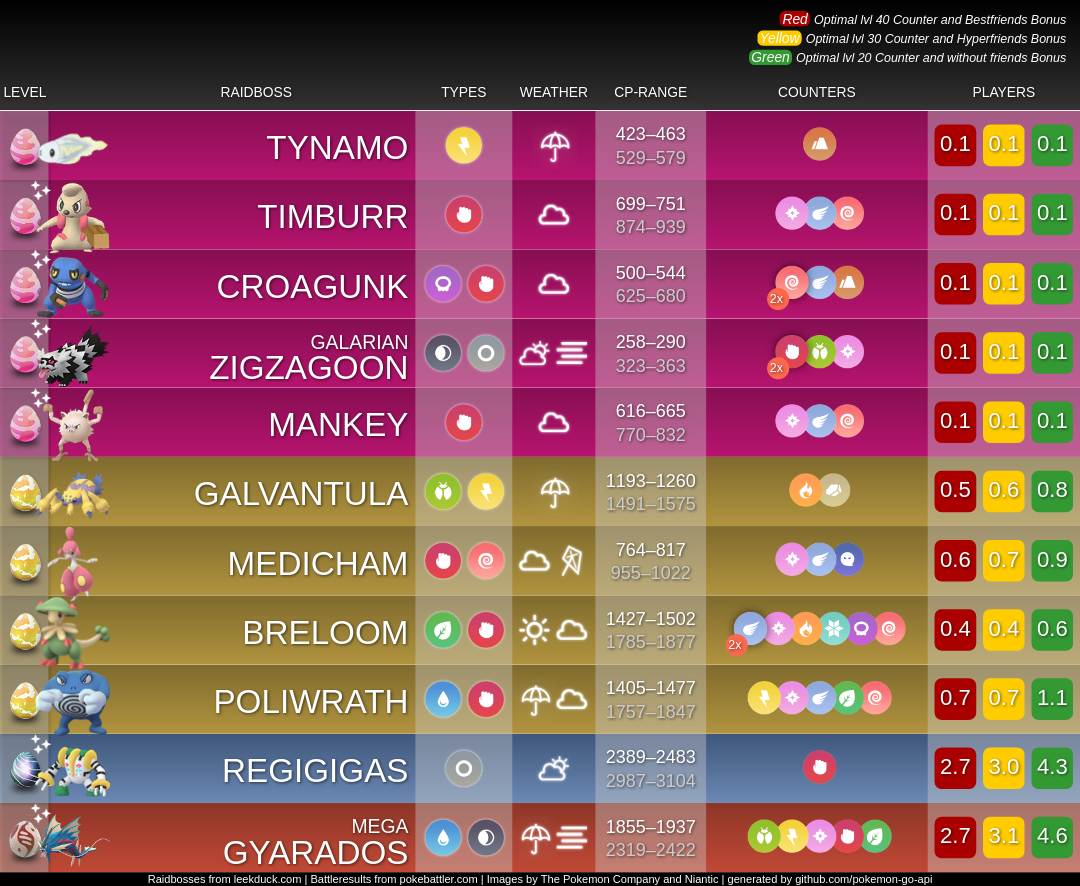 Red Optimal lvl 40 Counter and Bestfriends Bonus
Yellow Optimal lvl 30 Counter and Hyperfriends Bonus
Green Optimal lvl 20 Counter and without friends Bonus
LEVEL RAIDBOSS TYPES WEATHER CP-RANGE COUNTERS PLAYERS
TYNAMO 423–463 0.1 0.1 0.1
529–579
TIMBURR 699–751 0.1 0.1 0.1
874–939
CROAGUNK 500–544 0.1 0.1 0.1
625–680 2x
GALARIAN
ZIGZAGOON 258–290 0.1 0.1 0.1
323–363 2x
MANKEY 616–665 0.1 0.1 0.1
770–832
GALVANTULA 1193–1260 0.5 0.6 0.8
1491–1575
MEDICHAM 764–817 0.6 0.7 0.9
955–1022
BRELOOM 1427–1502 0.4 0.4 0.6
1785–1877 2x
POLIWRATH 1405–1477 0.7 0.7 1.1
1757–1847
REGIGIGAS 2389–2483 2.7 3.0 4.3
2987–3104
MEGA
GYARADOS 1855–1937 2.7 3.1 4.6
2319–2422
Raidbosses from leekduck.com | Battleresults from pokebattler.com | Images by The Pokemon Company and Niantic | generated by github.com/pokemon-go-api